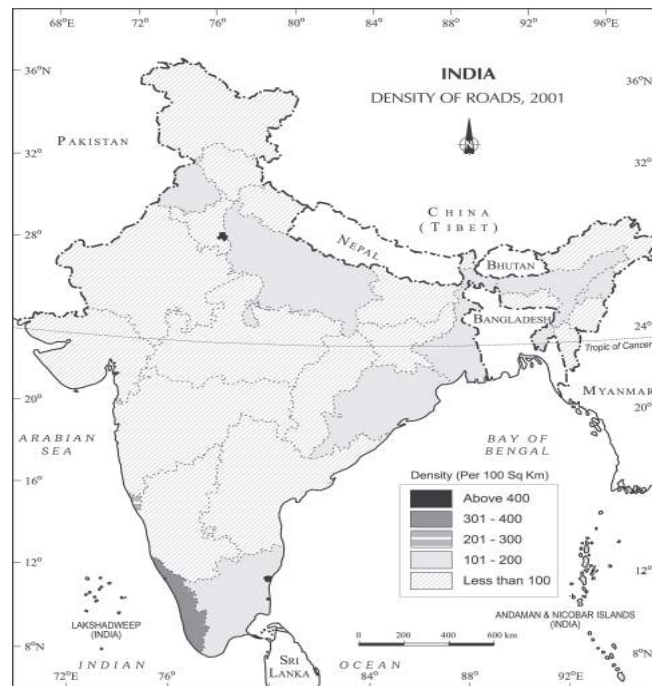 68°E 72° 76° 80° 84° 88° 92° 96°E
INDIA
DENSITY OF ROADS, 2001
36°N
36°N
PAKISTAN
32°
32°
CHINA
(TIBET)
28°
NEPAL
BHUTAN
BANGLADESH
24°
24°
Tropic of Cancer
MYANMAR
20°
20°
ARABIAN
SEA
BAY OF
BENGAL
16°
Density (Per 100 Sq Km)
Above 400
301 - 400
201 - 300
101 - 200
Less than 100
12°
12°
LAKSHADWEEP
(INDIA)
ANDAMAN & NICOBAR ISLANDS
(INDIA)
8°N
8°N
0 200 400 600 km
SRI
LANKA
INDIAN OCEAN
72°E 76° 80° 84° 88° 92°E